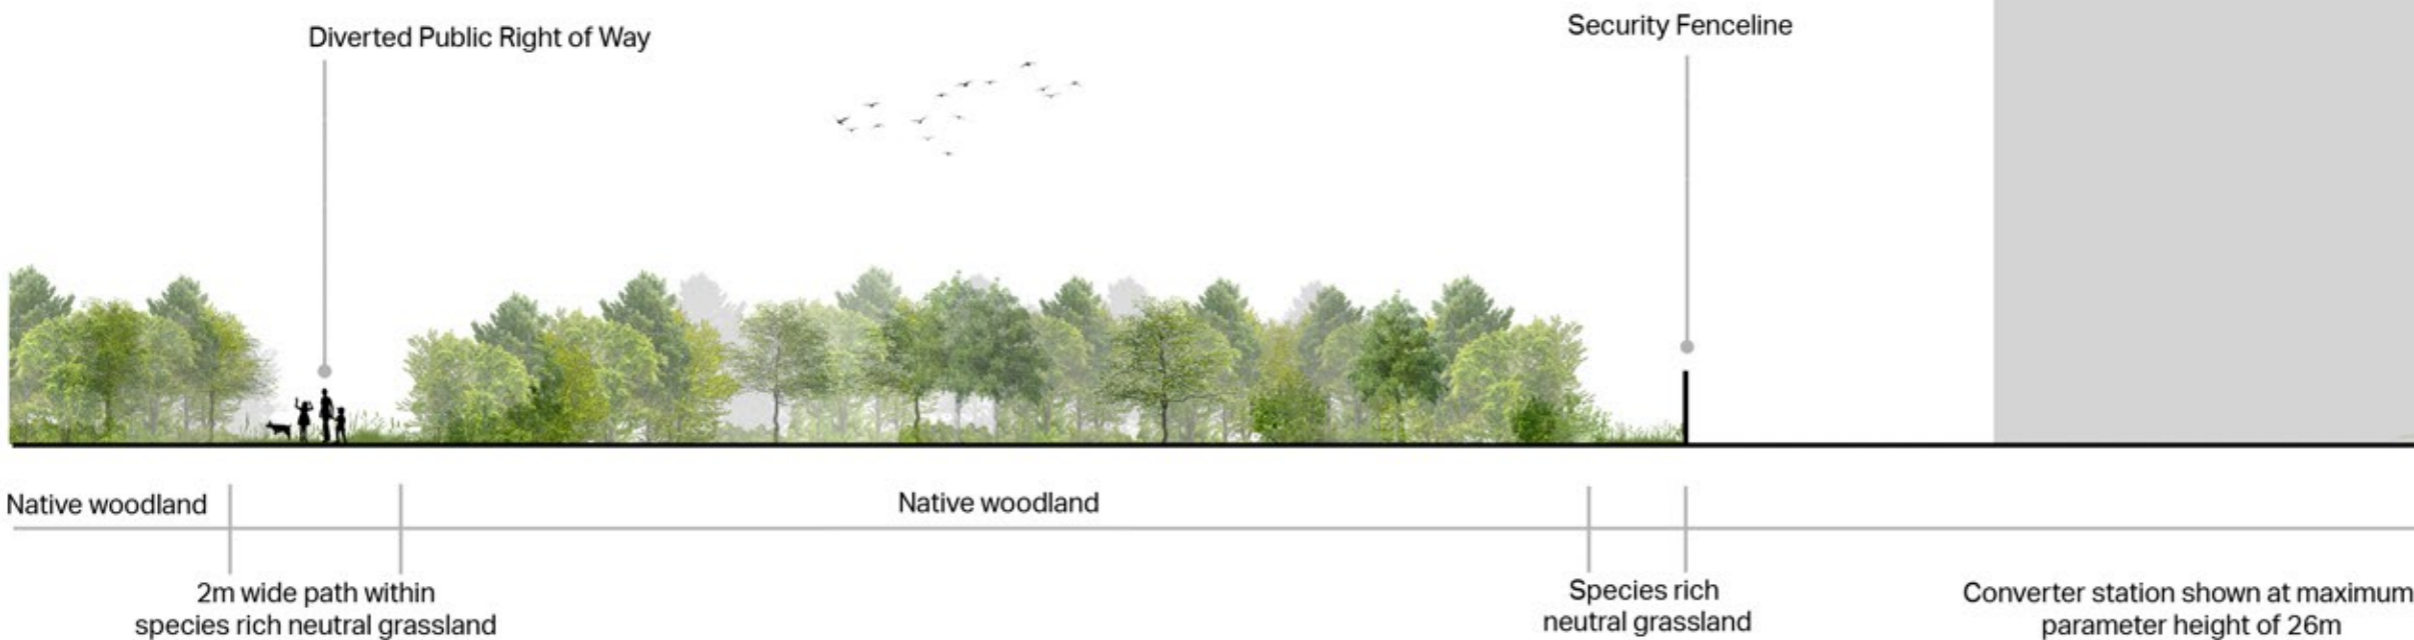 Diverted Public Right of Way
Security Fenceline
Native woodland
Native woodland
2m wide path within
species rich neutral grassland
Species rich
neutral grassland
Converter station shown at maximum
parameter height of 26m